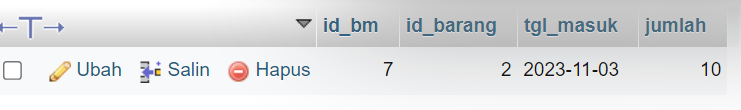 id_bm id_barang tgl_masuk jumlah
Ubah Salin Hapus 7 2 2023-11-03 10